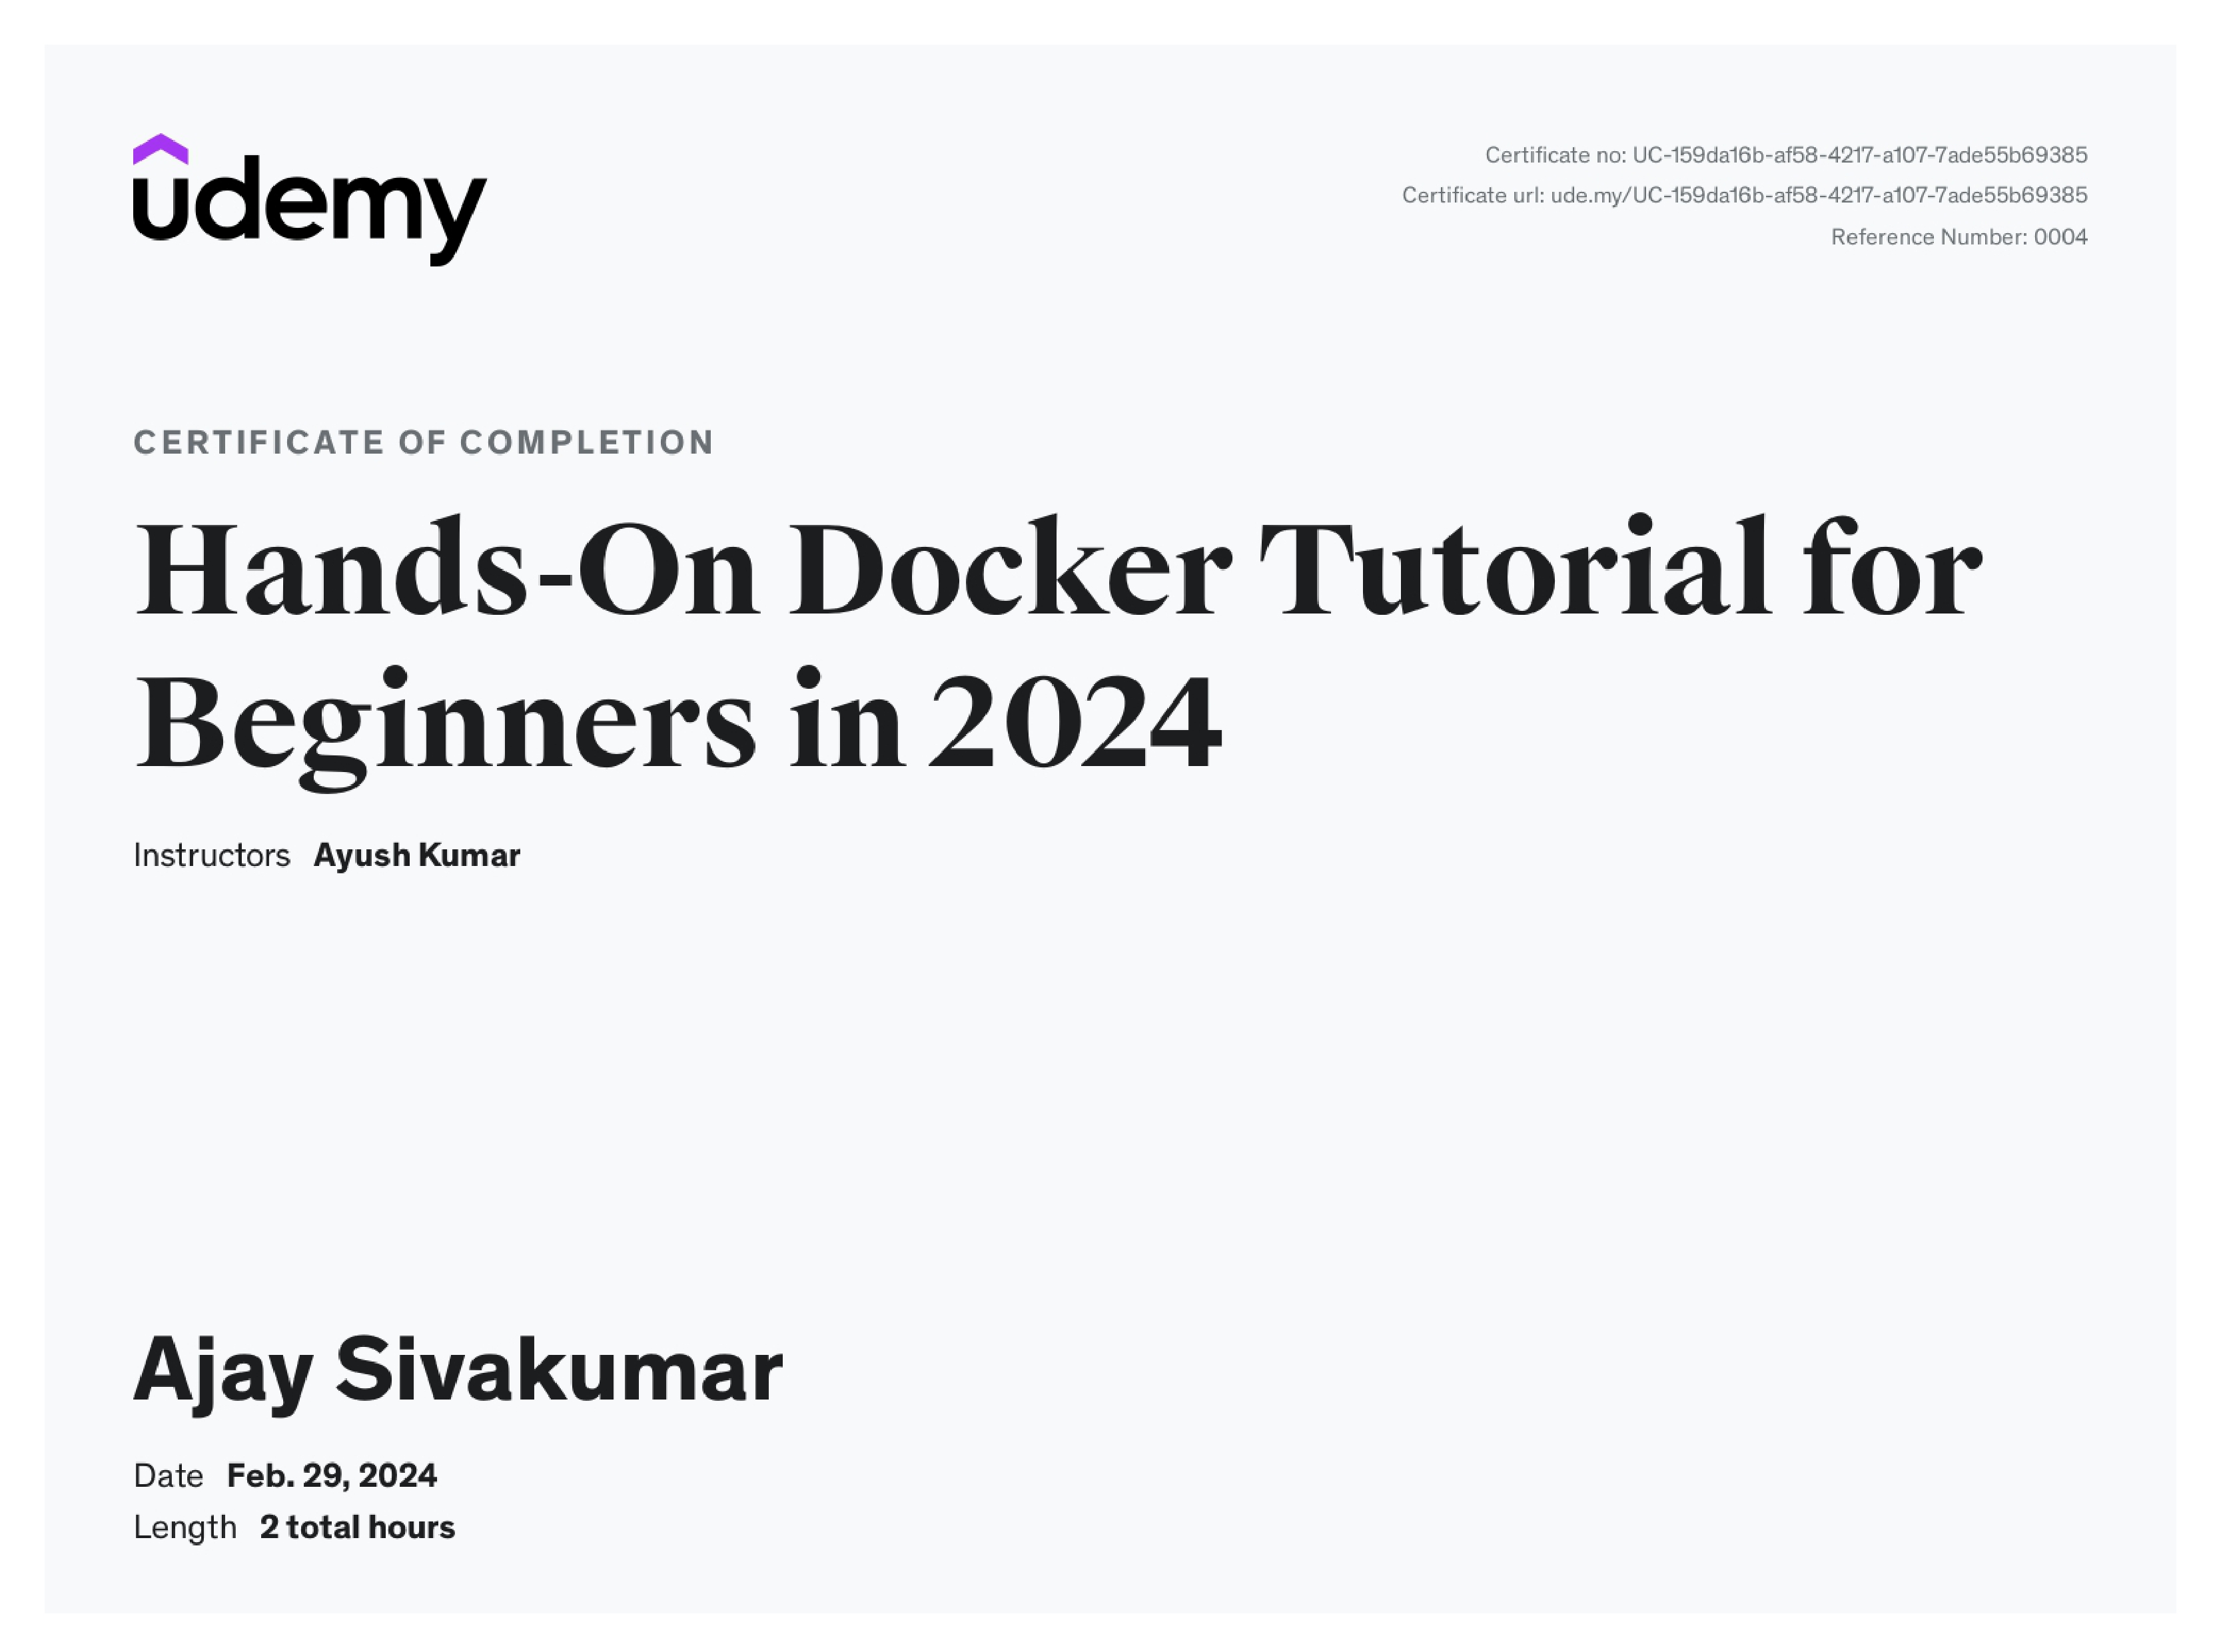 udemy
Certificate no: UC-159da16b-af58-4217-a107-7ade55b69385
Certificate url: ude.my/UC-159da16b-af58-4217-a107-7ade55b69385
Reference Number: 0004
CERTIFICATE OF COMPLETION
Hands-On Docker Tutorial for
Beginners in 2024
Instructors Ayush Kumar
Ajay Sivakumar
Date Feb. 29, 2024
Length 2 total hours